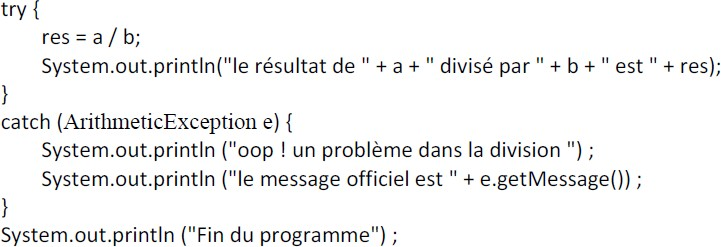 try {
res = a / b;
System.out.println("le résultat de " + a + " divisé par " + b + " est " + res);
}
catch (ArithmeticException e) {
System.out.println ("oop ! un problème dans la division ") ;
System.out.println ("le message officiel est " + e.getMessage()) ;
}
System.out.println ("Fin du programme") ;